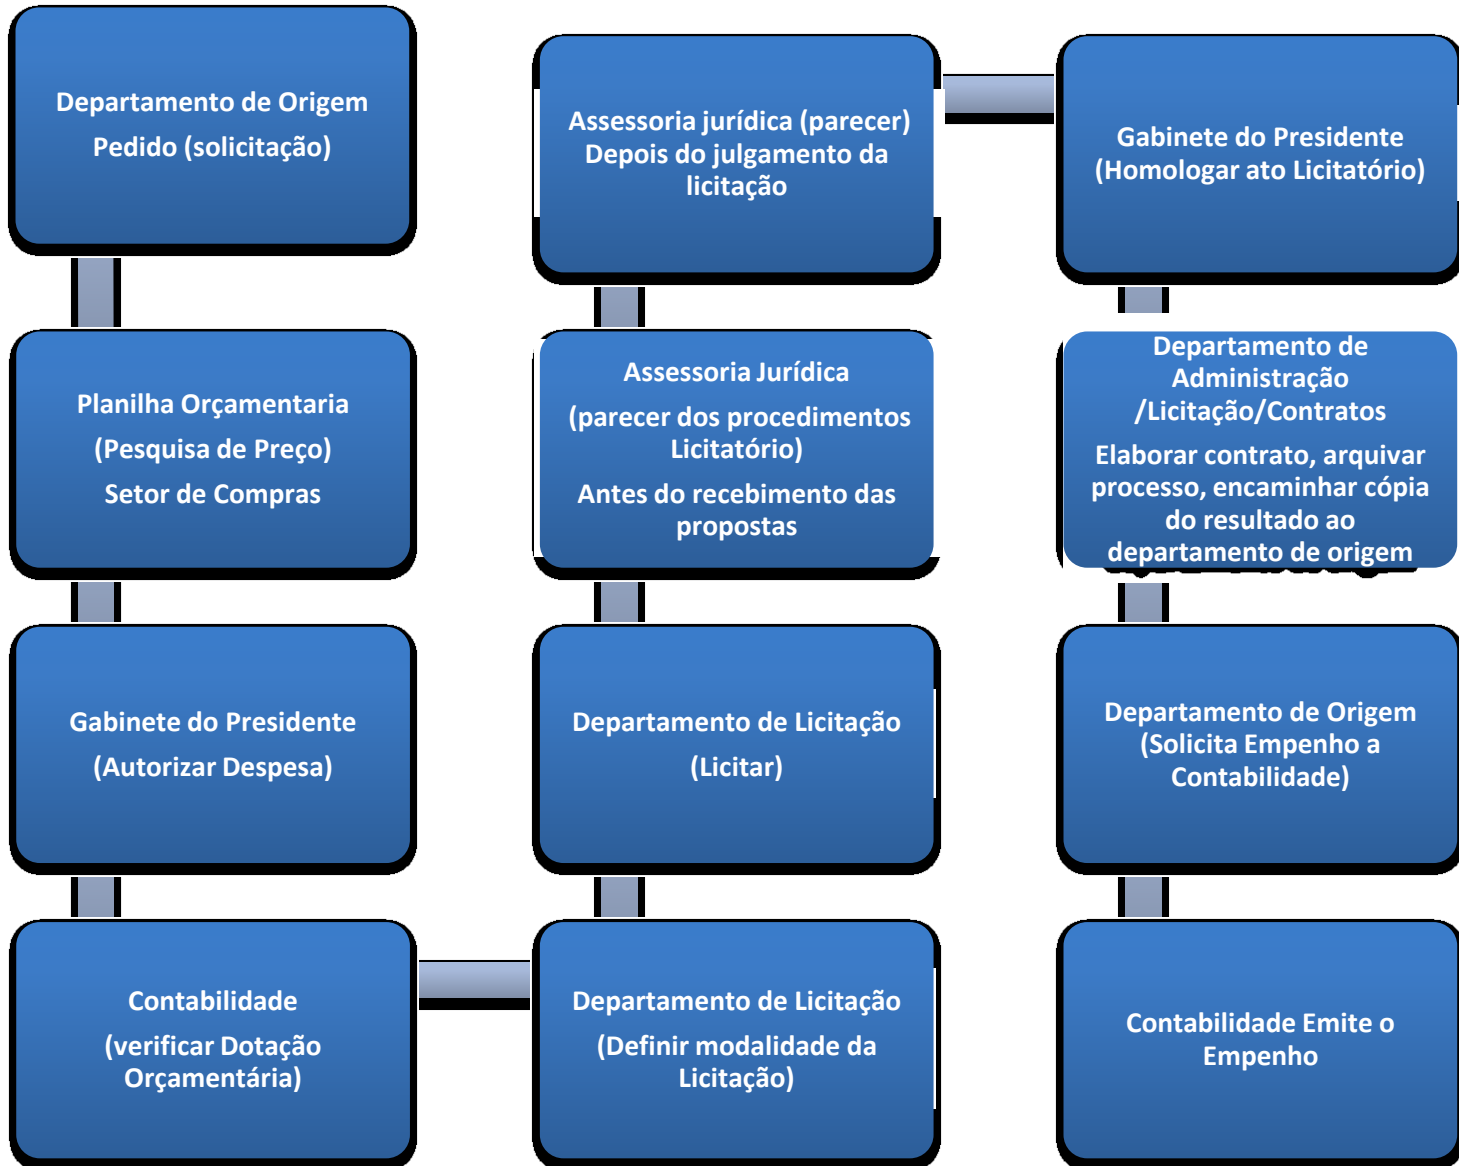 Departamento de Origem
Pedido (solicitação)
Planilha Orçamentaria
(Pesquisa de Preço)
Setor de Compras
Gabinete do Presidente
(Autorizar Despesa)
Contabilidade
(verificar Dotação
Orçamentária)
Departamento de Licitação
(Definir modalidade da
Licitação)
Departamento de Licitação
(Licitar)
Assessoria Jurídica
(parecer dos procedimentos
Licitatório)
Antes do recebimento das
propostas
Assessoria jurídica (parecer)
Depois do julgamento da
licitação
Gabinete do Presidente
(Homologar ato Licitatório)
Departamento de
Administração
/Licitação/Contratos
Elaborar contrato, arquivar
processo, encaminhar cópia
do resultado ao
departamento de origem
Departamento de Origem
(Solicita Empenho a
Contabilidade)
Contabilidade Emite o
Empenho